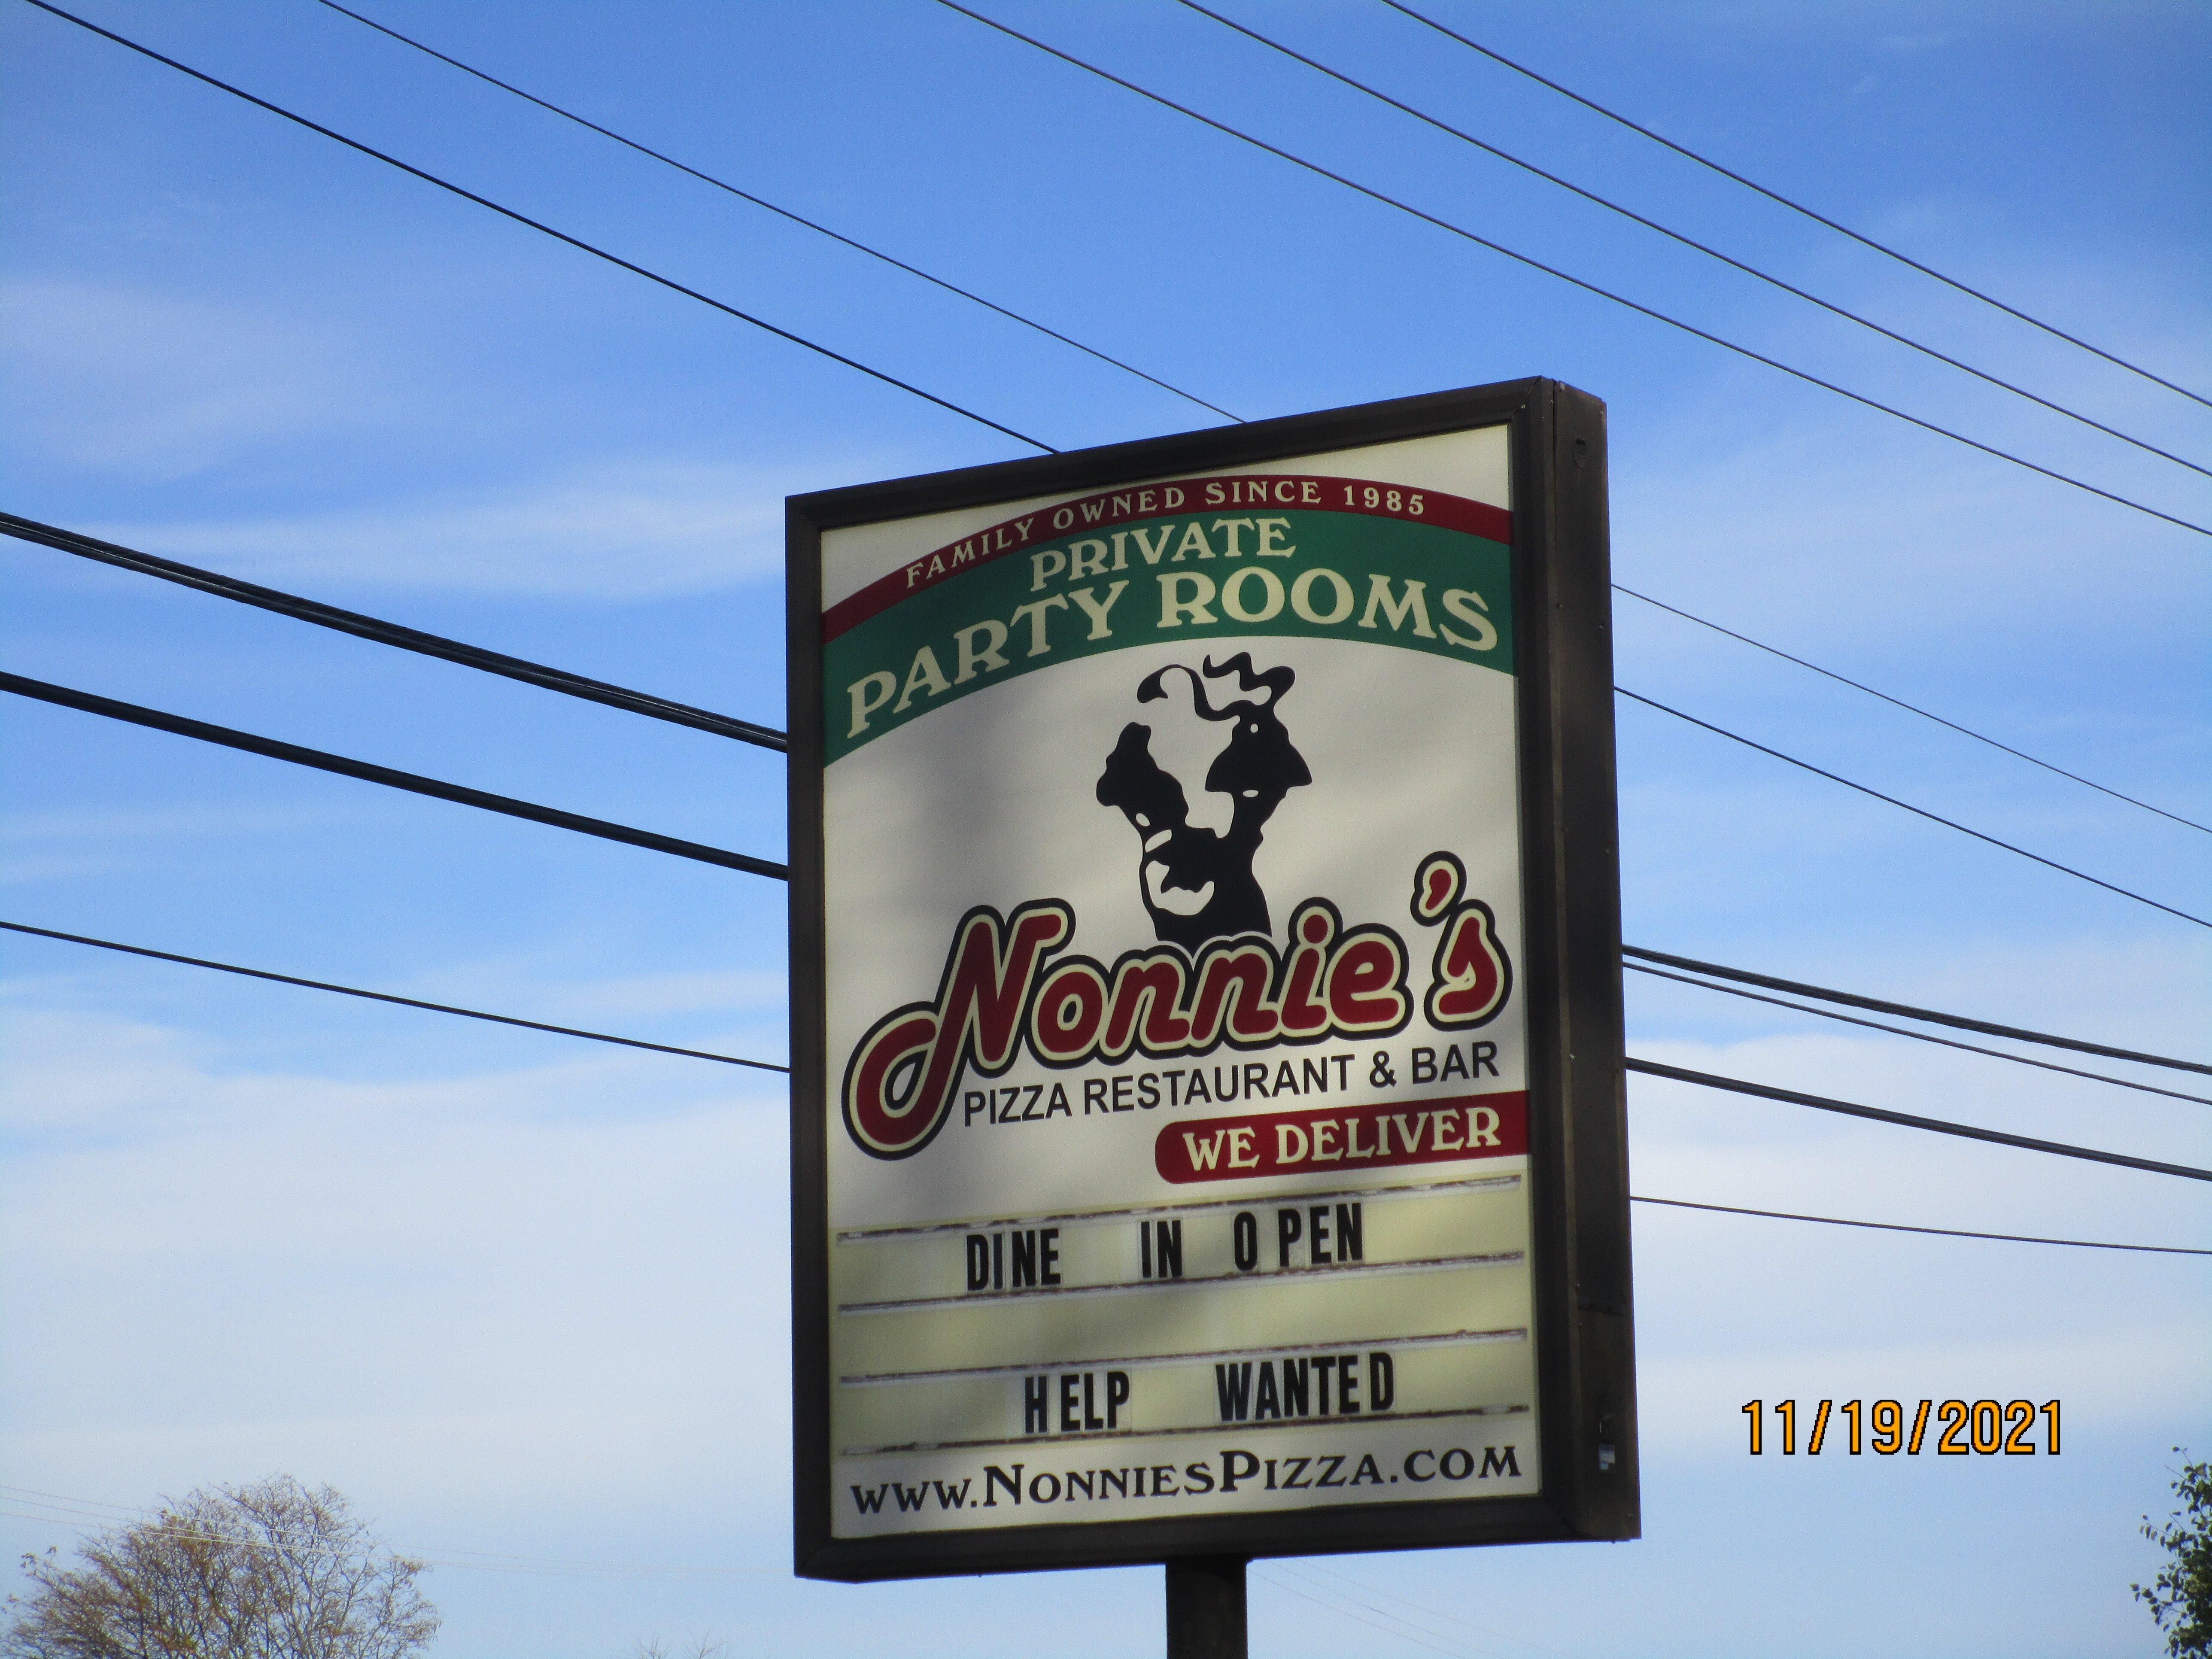 FAMILY OWNED SINCE 1985
PRIVATE
PARTY ROOMS
Nonnie's
PIZZA RESTAURANT & BAR
WE DELIVER
DINE IN OPEN
HELP WANTED
WWW.NONNIESPIZZA.COM
11/19/2021